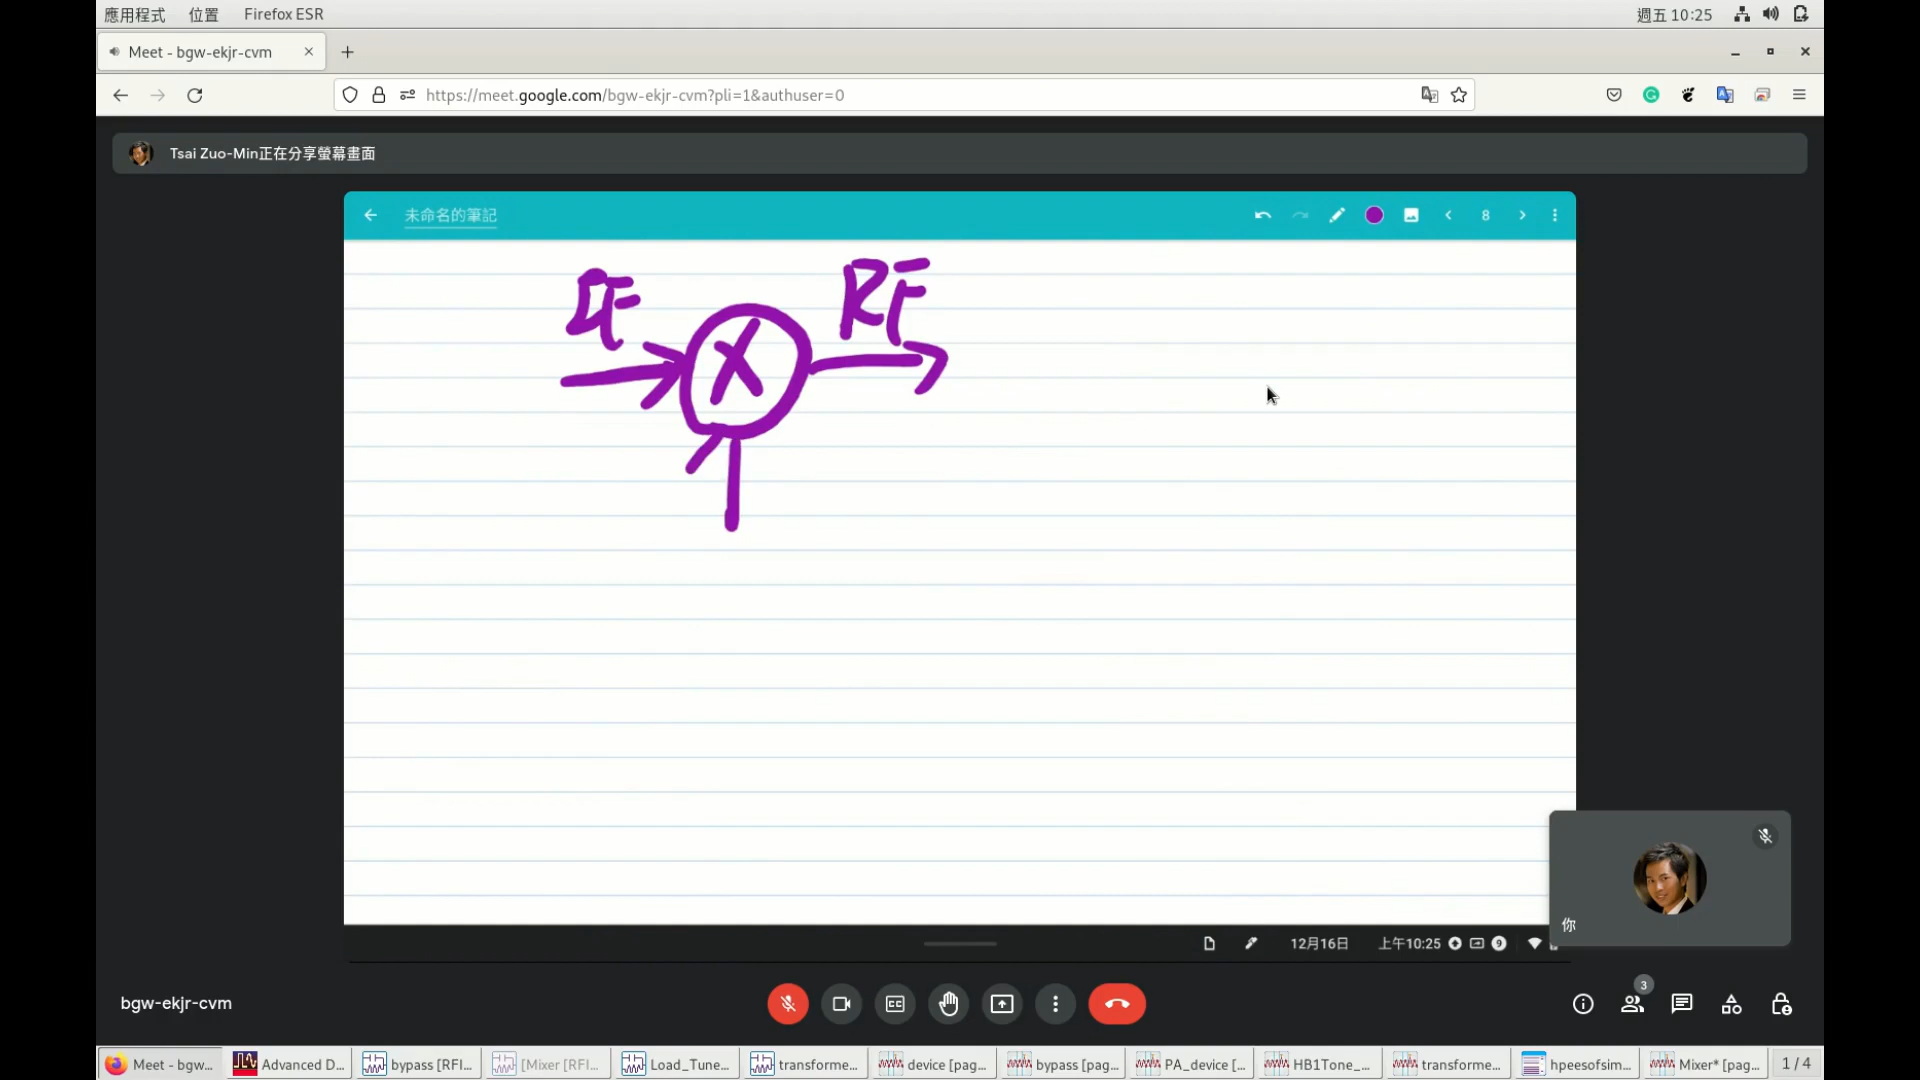 應用程式 位置 Firefox ESR 週五 10:25
Meet - bgw-ekjr-cvm
https://meet.google.com/bgw-ekjr-cvm?pli=1&authuser=0
Tsai Zuo-Min正在分享螢幕畫面
未命名的筆記 8
IF RF
X
你
12月16日 上午10:25 9
bgw-ekjr-cvm 3
Meet - bgw... Advanced D... bypass [RFI... [Mixer [RFI... Load_Tune... transforme... device [pag... bypass [pag... PA_device [... HB1Tone_... transforme... hpeesofsim... Mixer* [pag... 1 / 4